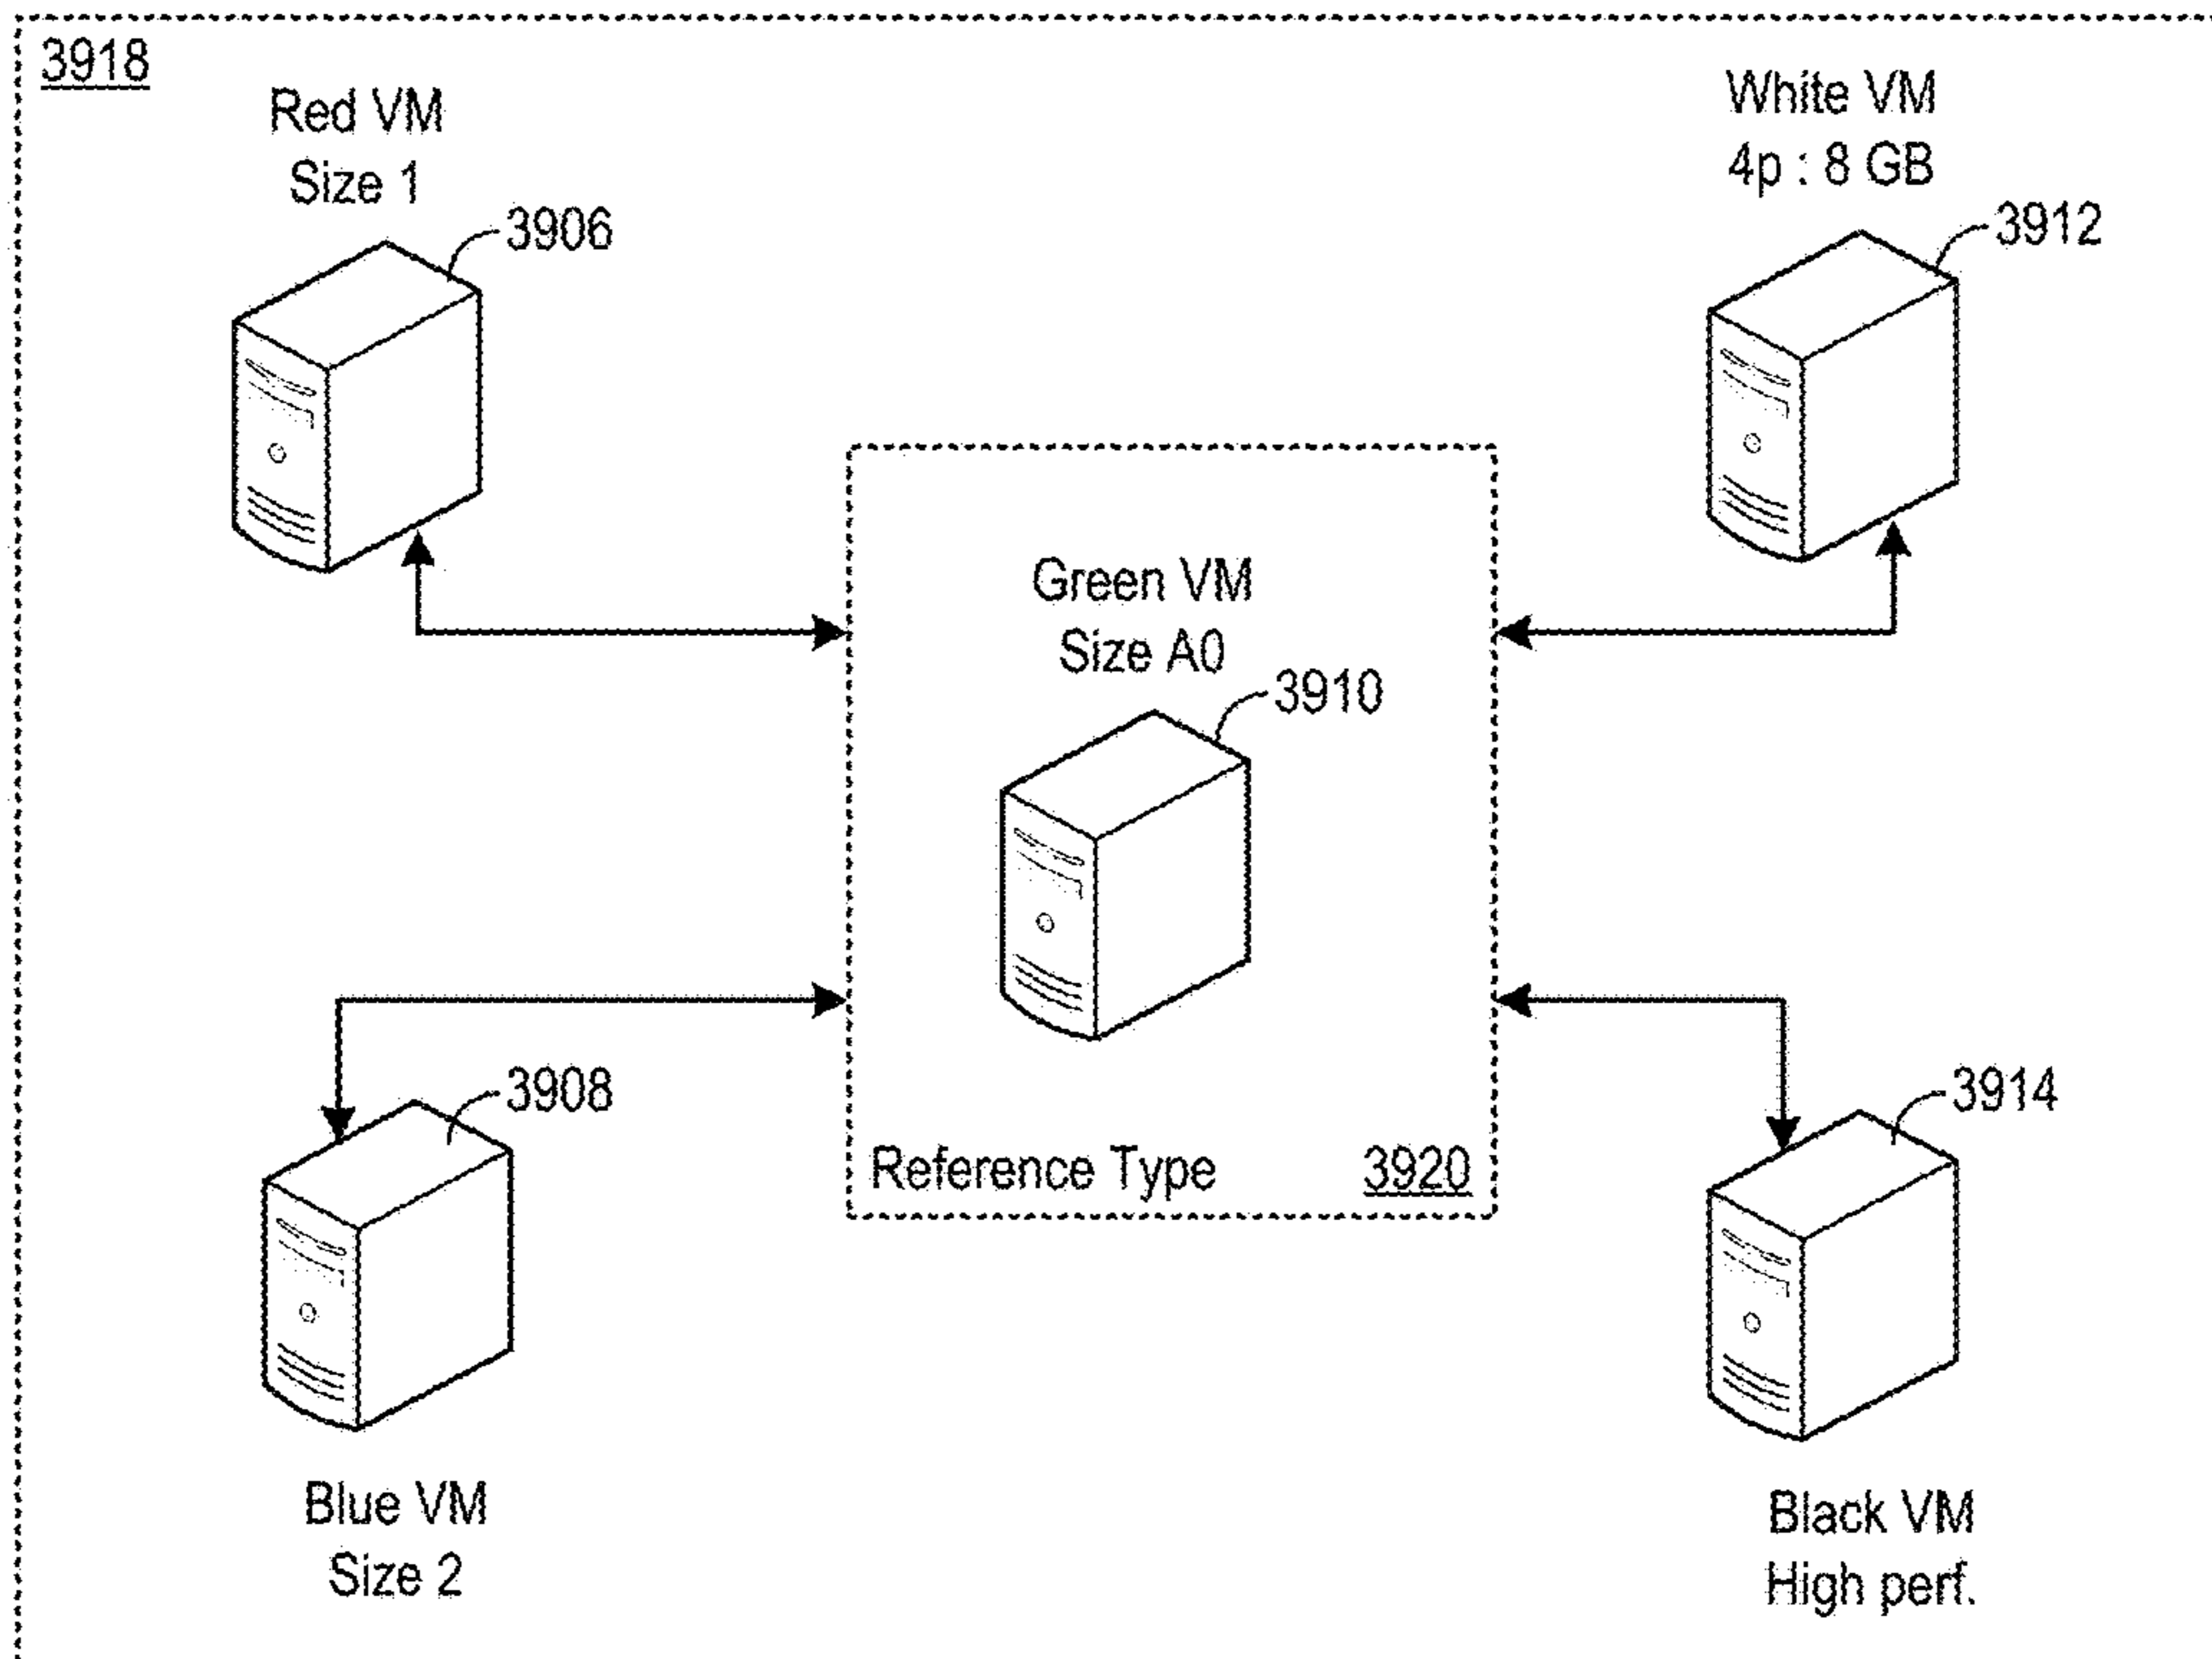 3918
Red VM
Size 1
3906
White VM
4p : 8 GB
3912
Green VM
Size A0
3910
Reference Type
3920
3908
Blue VM
Size 2
3914
Black VM
High perf.